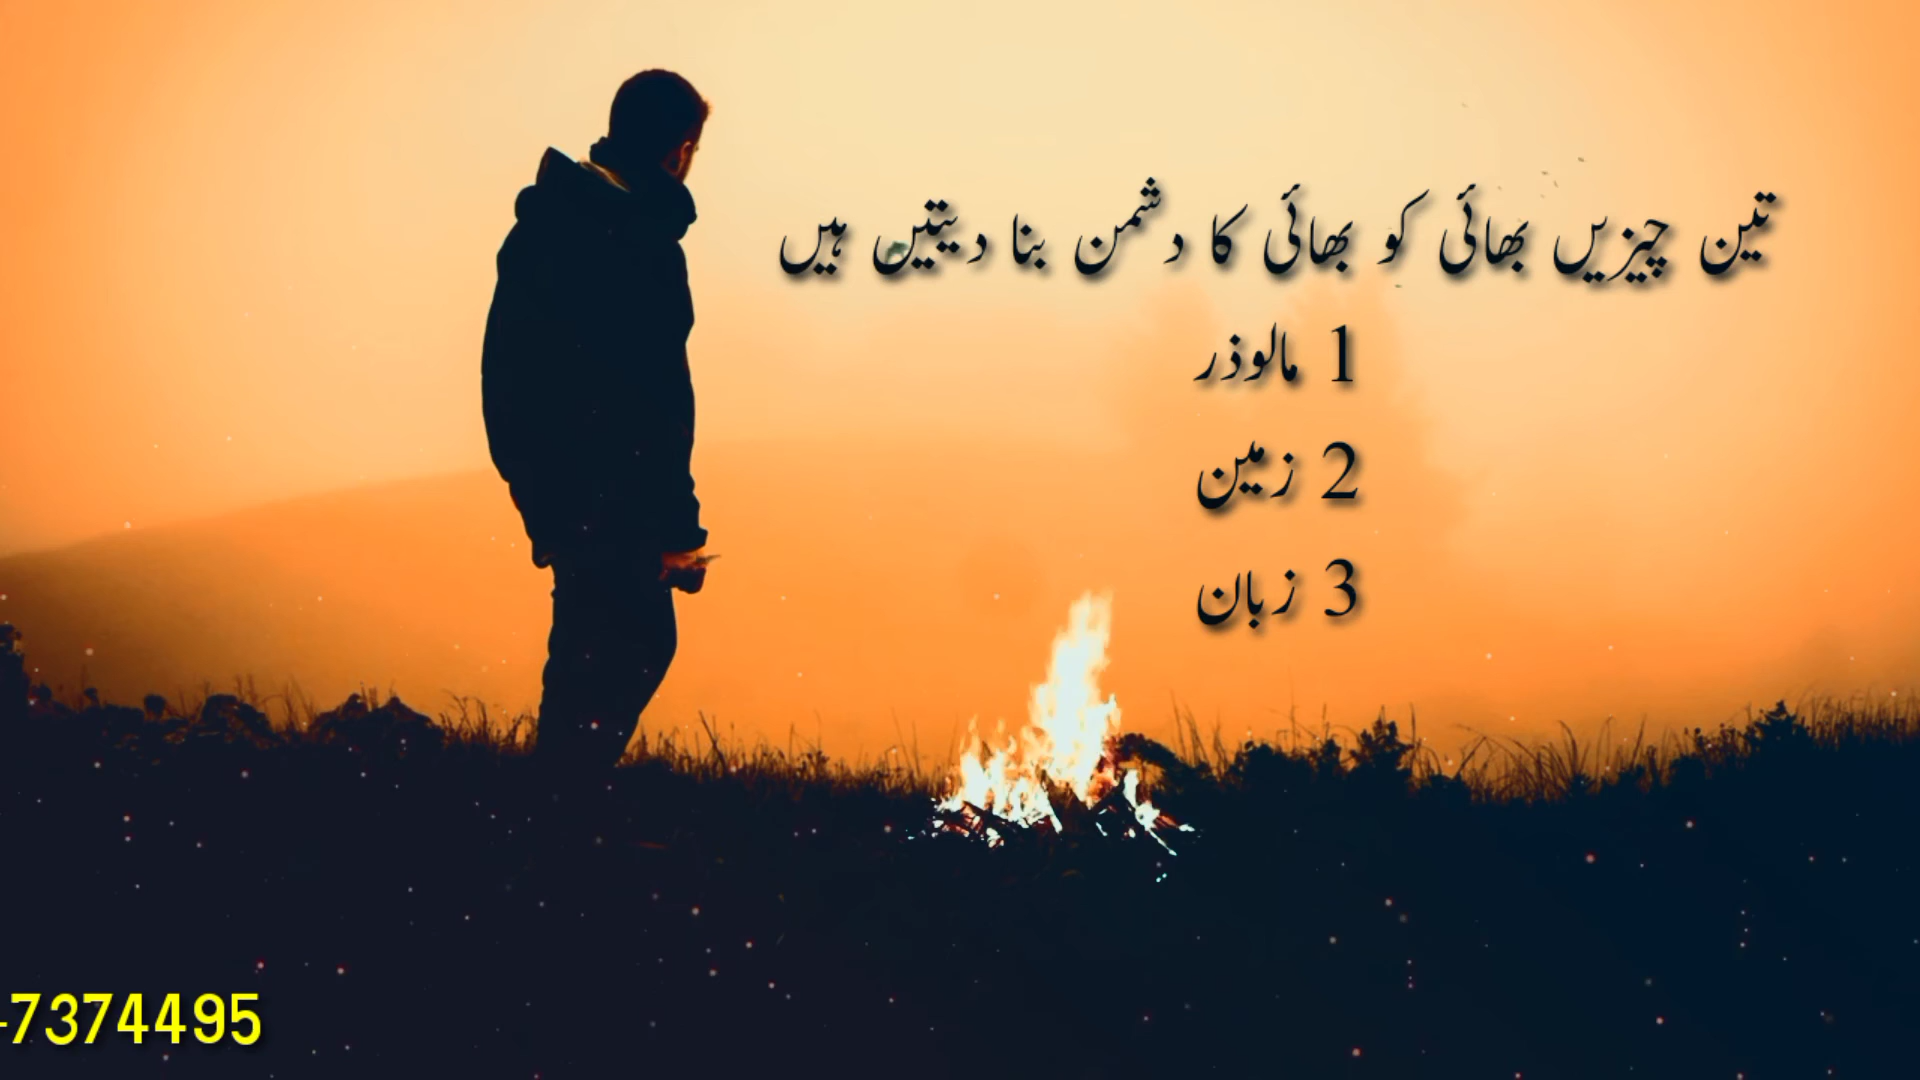 تین چیزیں بھائی کو بھائی کا دشمن بنا دیتیں ہیں
1 مالوذر
2 زمین
3 زبان
-7374495